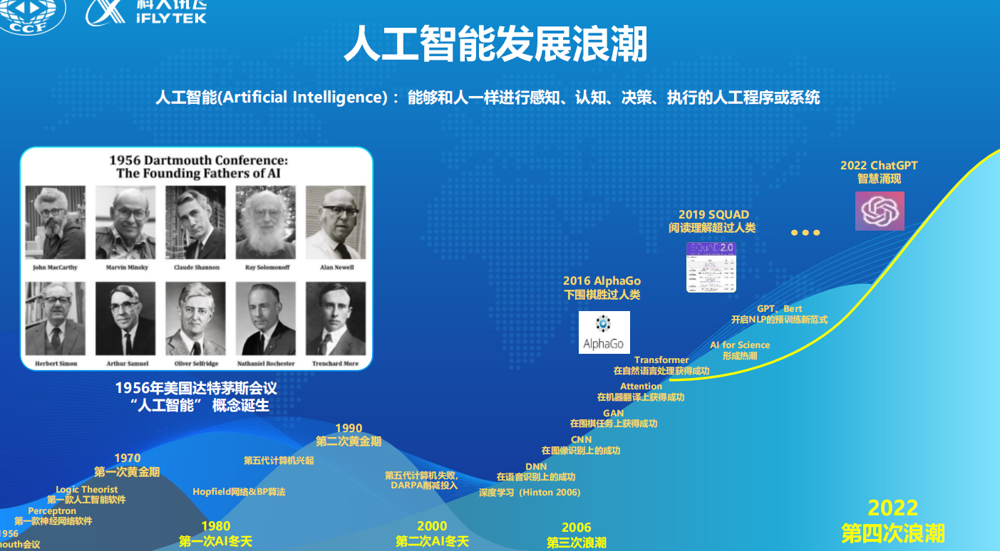 CCF
科大讯飞
iFLYTEK
人工智能发展浪潮
人工智能(Artificial Intelligence)：能够和人一样进行感知、认知、决策、执行的人工程序或系统
1956 Dartmouth Conference:
The Founding Fathers of AI
John MacCarthy
Marvin Minsky
Claude Shannon
Ray Solomonoff
Alan Newell
Herbert Simon
Arthur Samuel
Oliver Selfridge
Nathaniel Rochester
Trenchard More
1956年美国达特茅斯会议
“人工智能” 概念诞生
2022 ChatGPT
智慧涌现
2019 SQUAD
阅读理解超过人类
SQuAD2.0
2016 AlphaGo
下围棋胜过人类
AlphaGo
GPT、Bert
开启NLP的预训练新范式
AI for Science
形成热潮
Transformer
在自然语言处理获得成功
Attention
在机器翻译上获得成功
GAN
在围棋任务上获得成功
CNN
在图像识别上的成功
DNN
在语音识别上的成功
深度学习（Hinton 2006）
1990
第二次黄金期
第五代计算机兴起
第五代计算机失败,
DARPA削减投入
1970
第一次黄金期
Hopfield网络&BP算法
Logic Theorist
第一款人工智能软件
Perceptron
第一款神经网络软件
1956
mouth会议
1980
第一次AI冬天
2000
第二次AI冬天
2006
第三次浪潮
2022
第四次浪潮